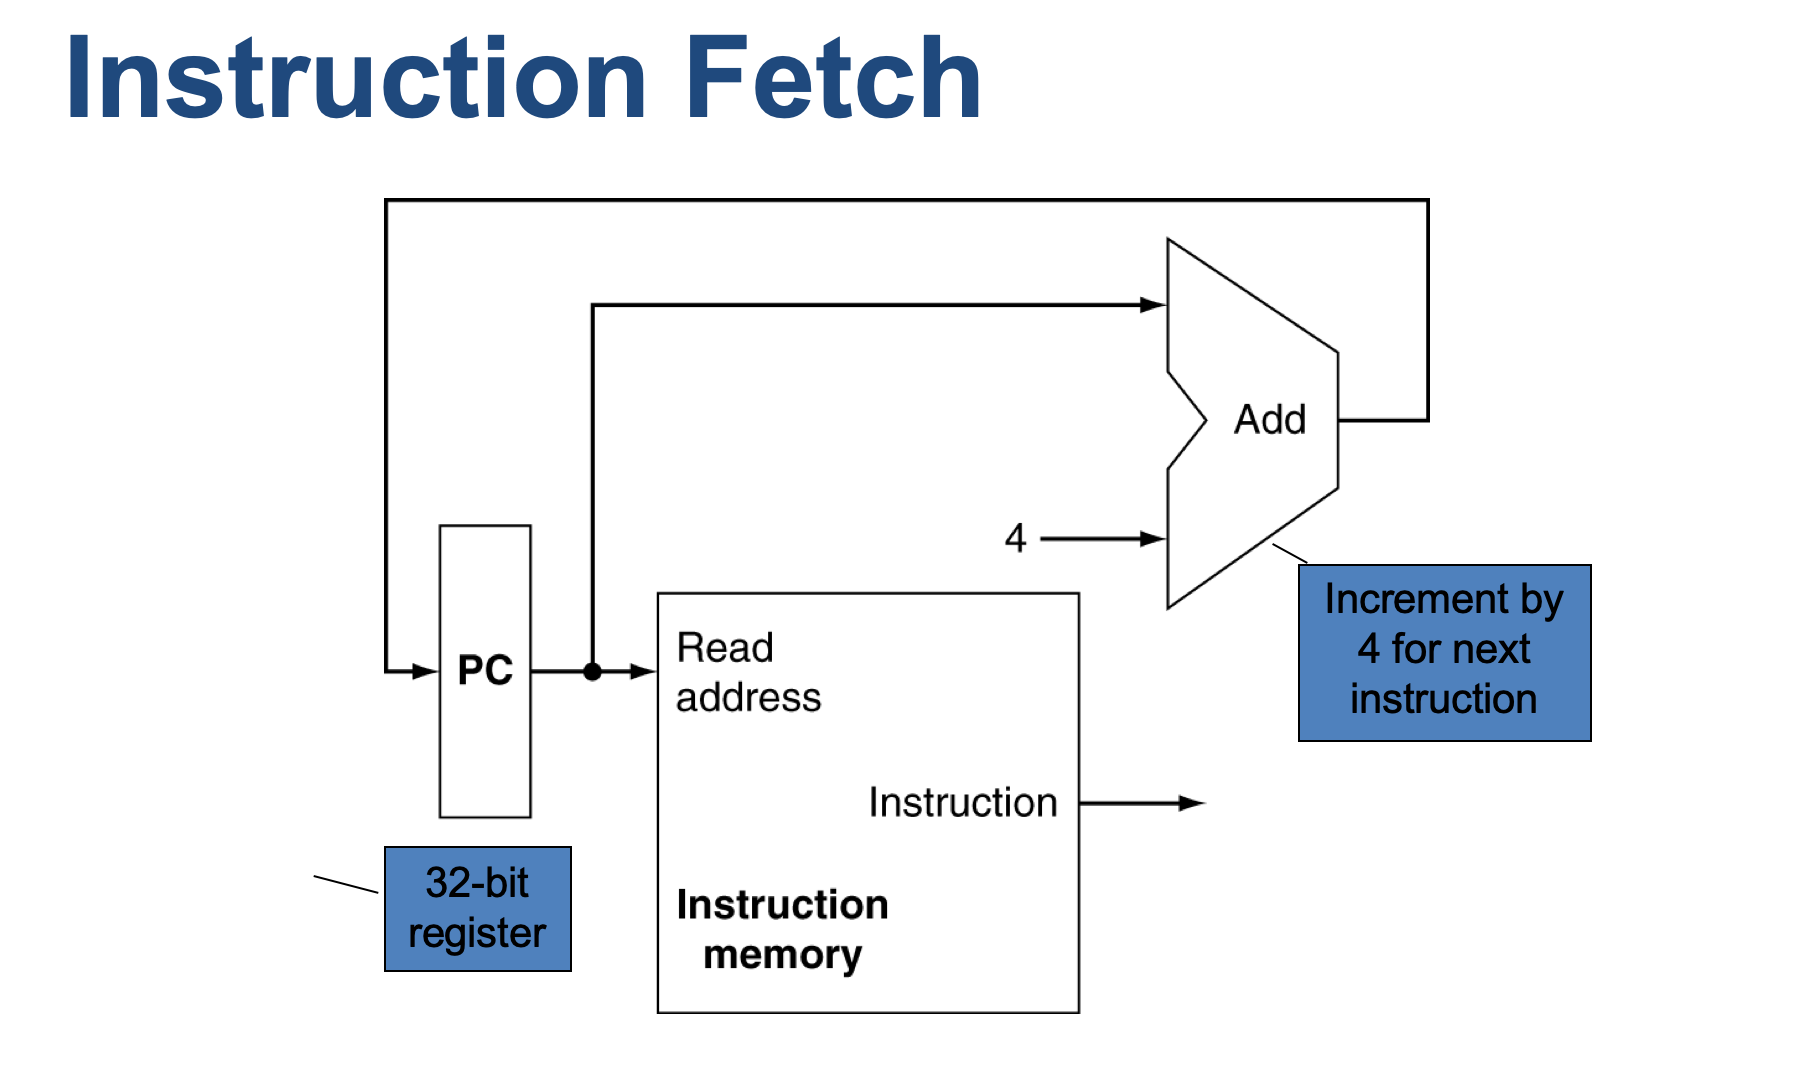 Instruction Fetch
Add
4
Increment by
4 for next
instruction
PC
Read
address
Instruction
Instruction
memory
32-bit
register